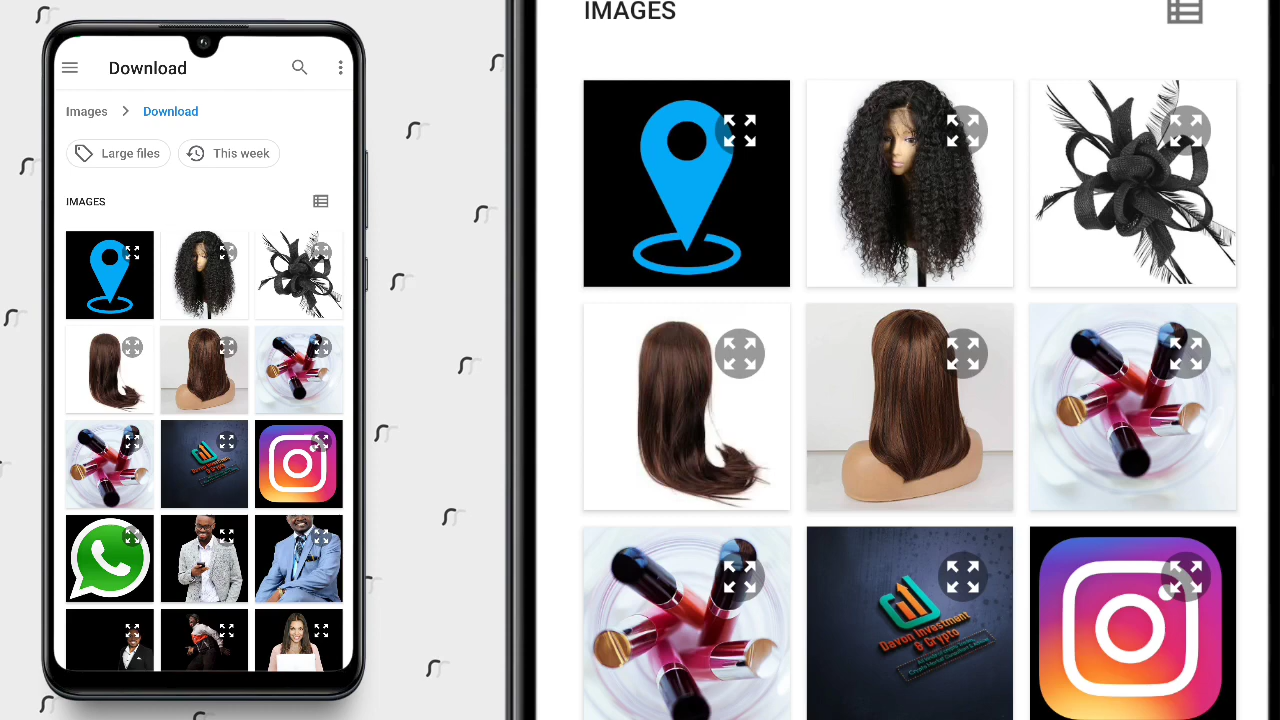 Download
Images
Download
Large files
This week
IMAGES
IMAGES
Davon Investment
& Crypto